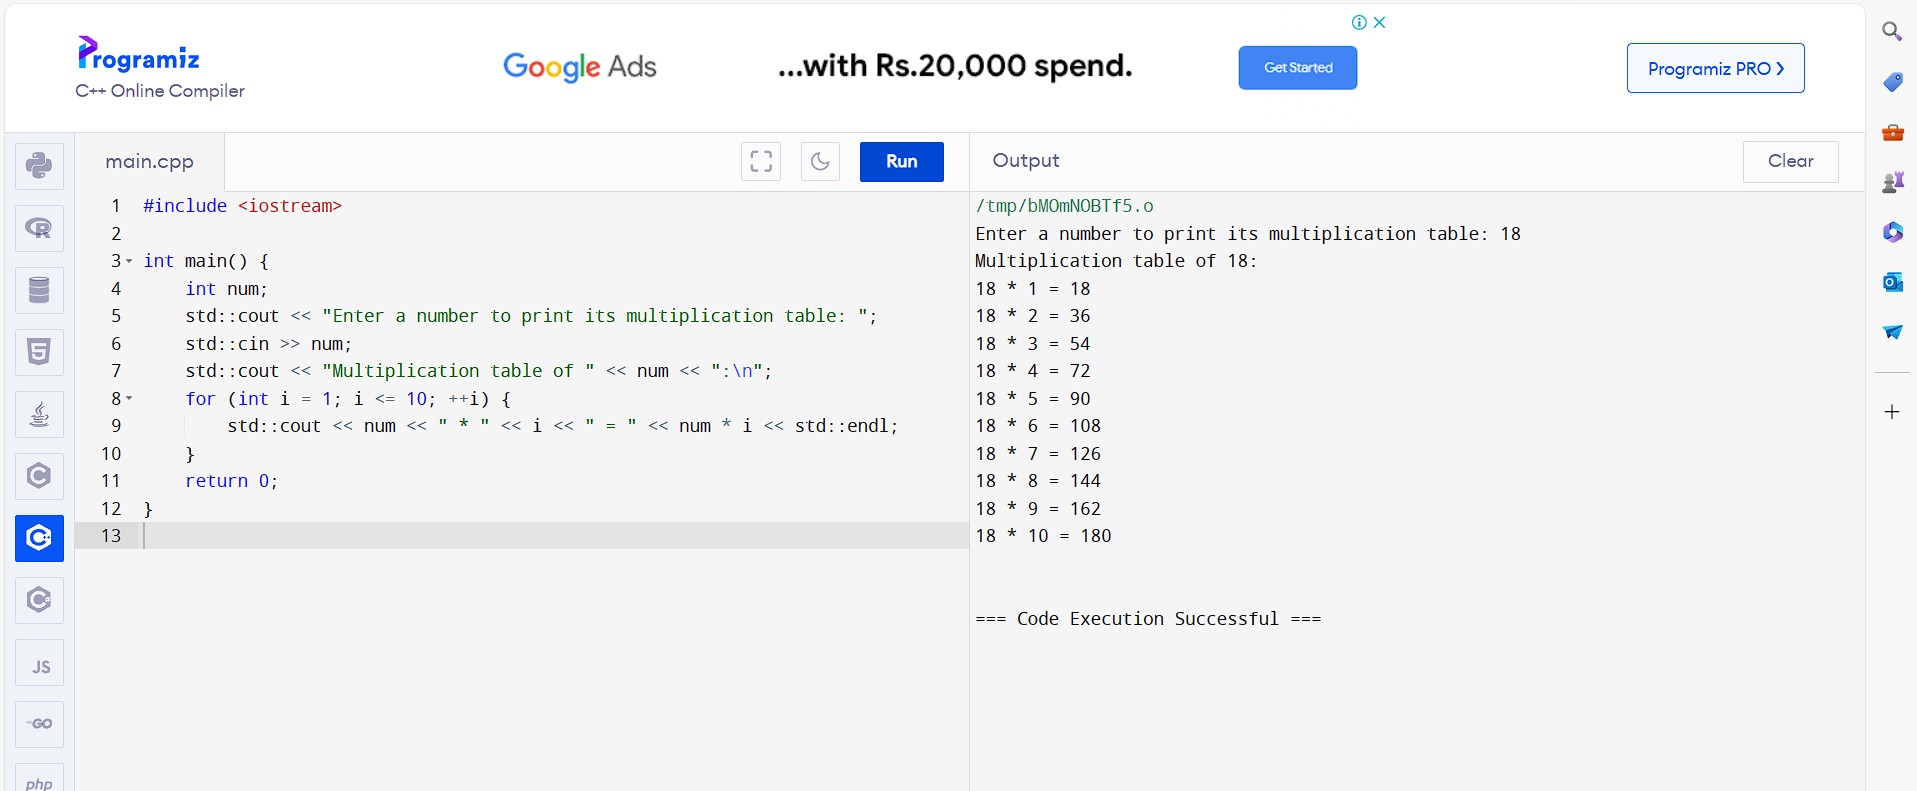 Programiz
C++ Online Compiler
Google Ads
...with Rs.20,000 spend.
Get Started
Programiz PRO
main.cpp
Run
Output
Clear
1 #include <iostream>
2
3 int main() {
4     int num;
5     std::cout << "Enter a number to print its multiplication table: ";
6     std::cin >> num;
7     std::cout << "Multiplication table of " << num << ":\n";
8     for (int i = 1; i <= 10; ++i) {
9         std::cout << num << " * " << i << " = " << num * i << std::endl;
10     }
11     return 0;
12 }
13
/tmp/bMOmNOBTf5.o
Enter a number to print its multiplication table: 18
Multiplication table of 18:
18 * 1 = 18
18 * 2 = 36
18 * 3 = 54
18 * 4 = 72
18 * 5 = 90
18 * 6 = 108
18 * 7 = 126
18 * 8 = 144
18 * 9 = 162
18 * 10 = 180
=== Code Execution Successful ===
R
5
C
C++
C#
JS
GO
php